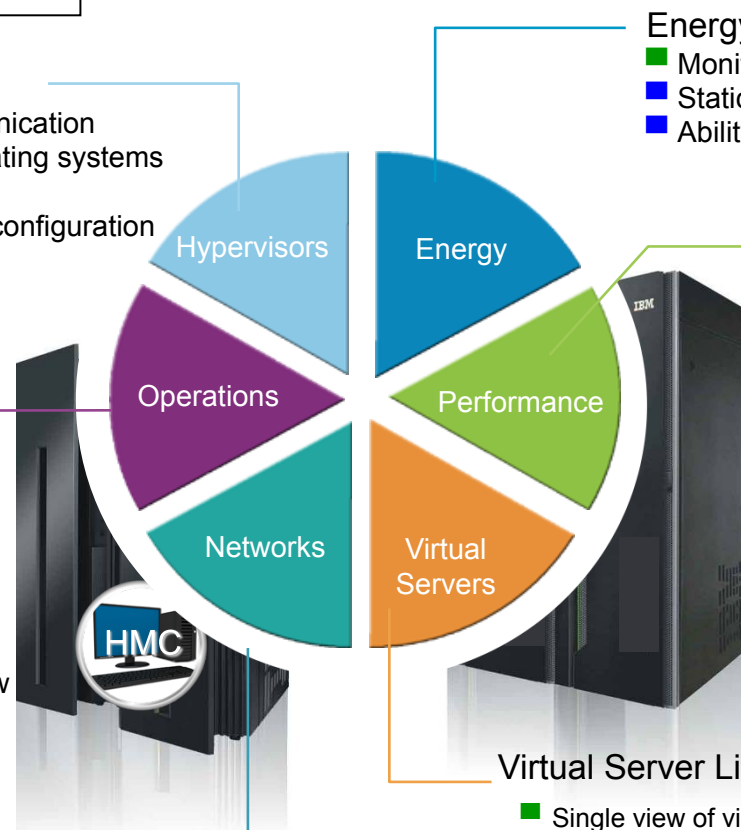 Energy
Monit
Static
Abilit
nication
ating systems
configuration
Hypervisors
Energy
IBM
Operations
Performance
Networks
Virtual
Servers
HMC
w
Virtual Server Li
Single view of vi